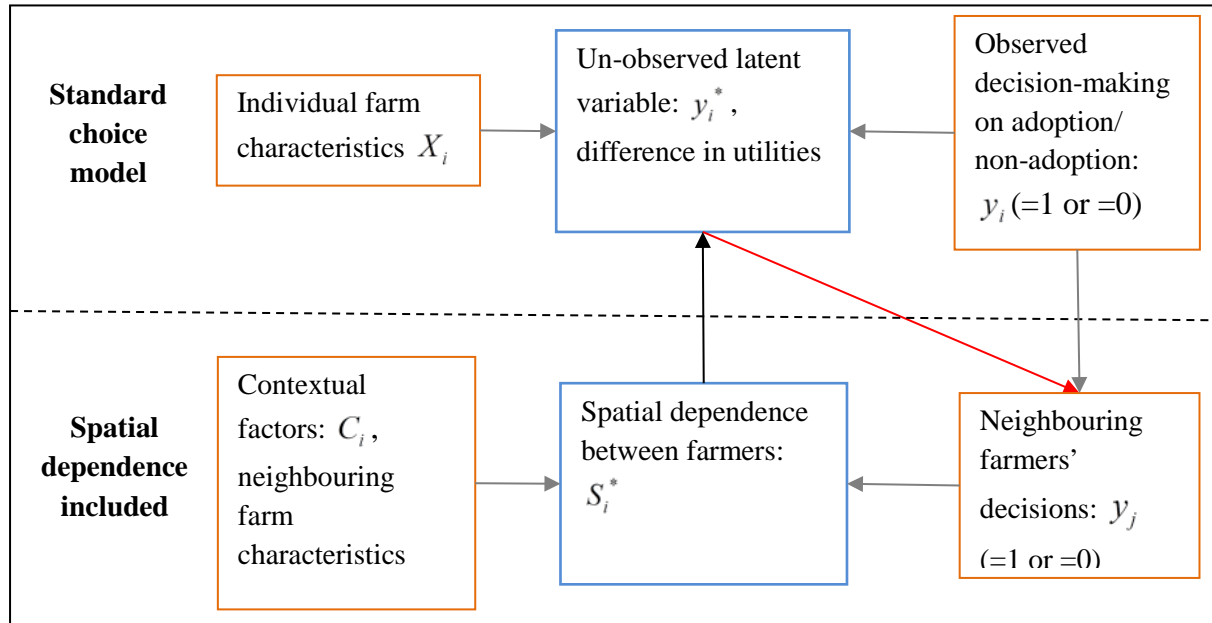 Standard
choice
model
Individual farm
characteristics X_i
Un-observed latent
variable: y_i^*,
difference in utilities
Observed
decision-making
on adoption/
non-adoption:
y_i (=1 or =0)
Spatial
dependence
included
Contextual
factors: C_i,
neighbouring
farm
characteristics
Spatial dependence
between farmers:
S_i^*
Neighbouring
farmers'
decisions: y_j
(=1 or =0)